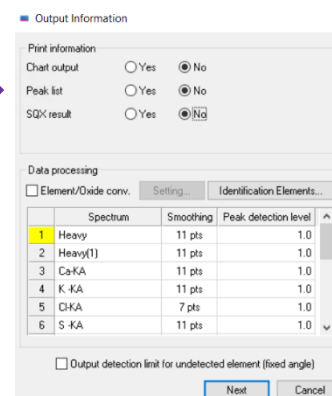 Output Information
Print information
Chart output Yes No
Peak list Yes No
SQX result Yes No
Data processing
Element/Oxide conv. Setting... Identification Elements...
Spectrum Smoothing Peak detection level
1 Heavy 11 pts 1.0
2 Heavy(1) 11 pts 1.0
3 Ca-KA 11 pts 1.0
4 K -KA 11 pts 1.0
5 Cl-KA 7 pts 1.0
6 S -KA 11 pts 1.0
Output detection limit for undetected element (fixed angle)
Next Cancel